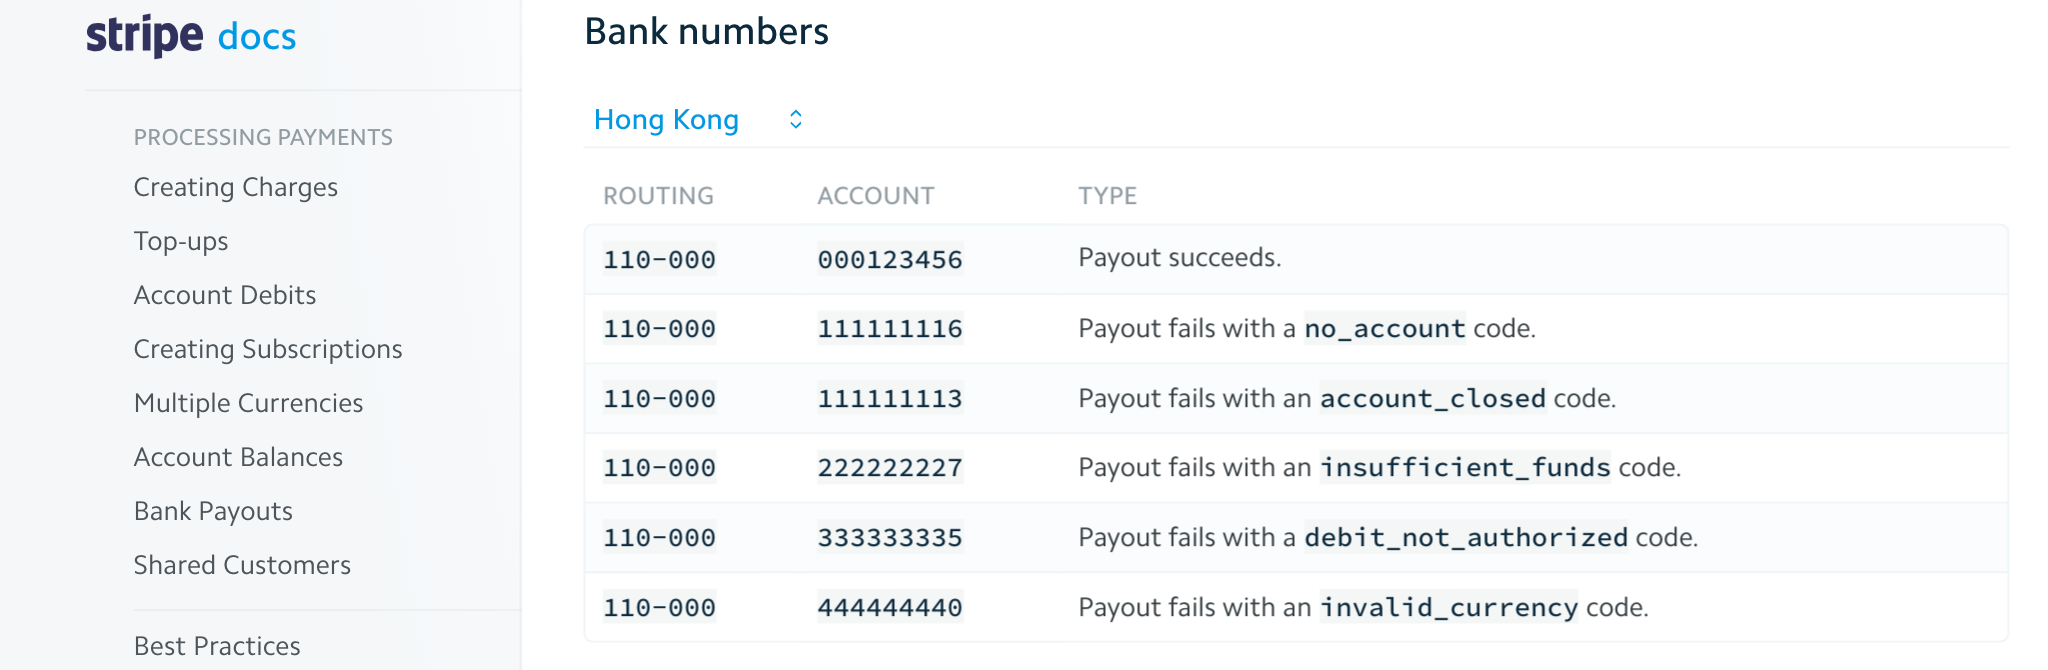 stripe docs
PROCESSING PAYMENTS
Creating Charges
Top-ups
Account Debits
Creating Subscriptions
Multiple Currencies
Account Balances
Bank Payouts
Shared Customers
Best Practices
Bank numbers
Hong Kong
ROUTING ACCOUNT TYPE
110-000 000123456 Payout succeeds.
110-000 111111116 Payout fails with a no_account code.
110-000 111111113 Payout fails with an account_closed code.
110-000 222222227 Payout fails with an insufficient_funds code.
110-000 333333335 Payout fails with a debit_not_authorized code.
110-000 444444440 Payout fails with an invalid_currency code.